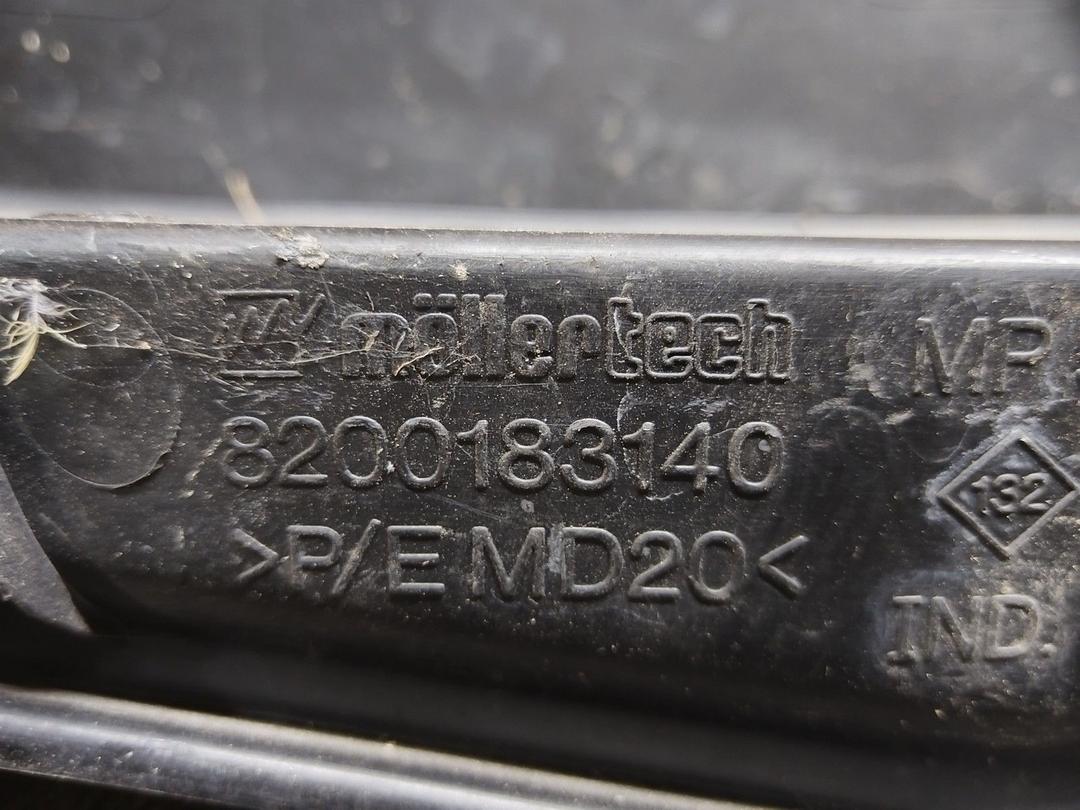 möllertech
MP
8200183140
132
>P/E MD20<
IND.